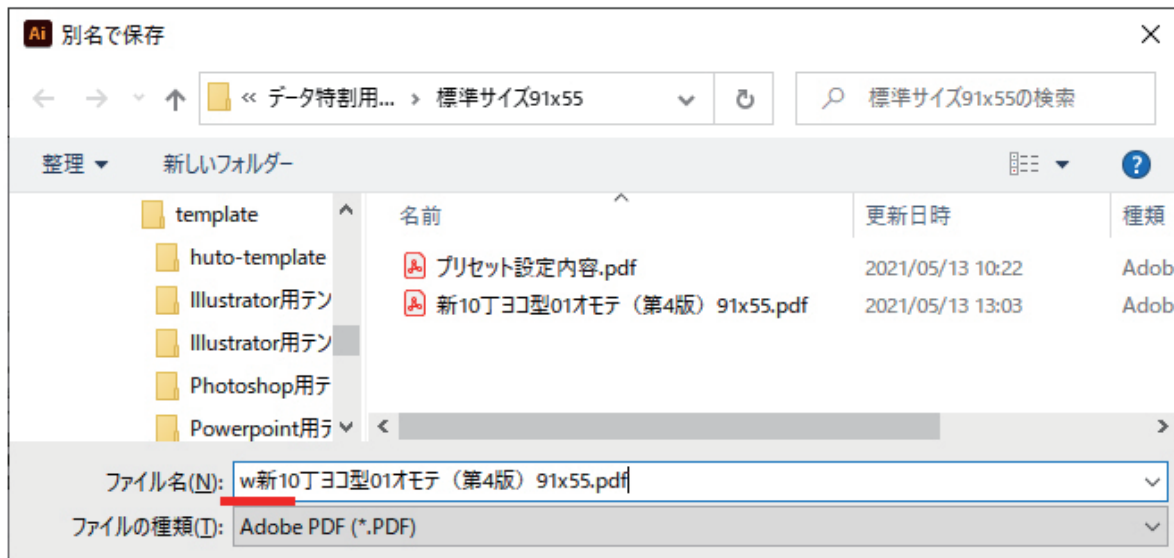 Ai 別名で保存
« データ特割用... › 標準サイズ91x55
標準サイズ91x55の検索
整理 新しいフォルダー
名前 更新日時 種類
template
huto-template
Illustrator用テン
Illustrator用テン
Photoshop用テ
Powerpoint用テ
プリセット設定内容.pdf 2021/05/13 10:22 Adob
新10丁ヨコ型01オモテ（第4版）91x55.pdf 2021/05/13 13:03 Adob
ファイル名(N): w新10丁ヨコ型01オモテ（第4版）91x55.pdf
ファイルの種類(T): Adobe PDF (*.PDF)